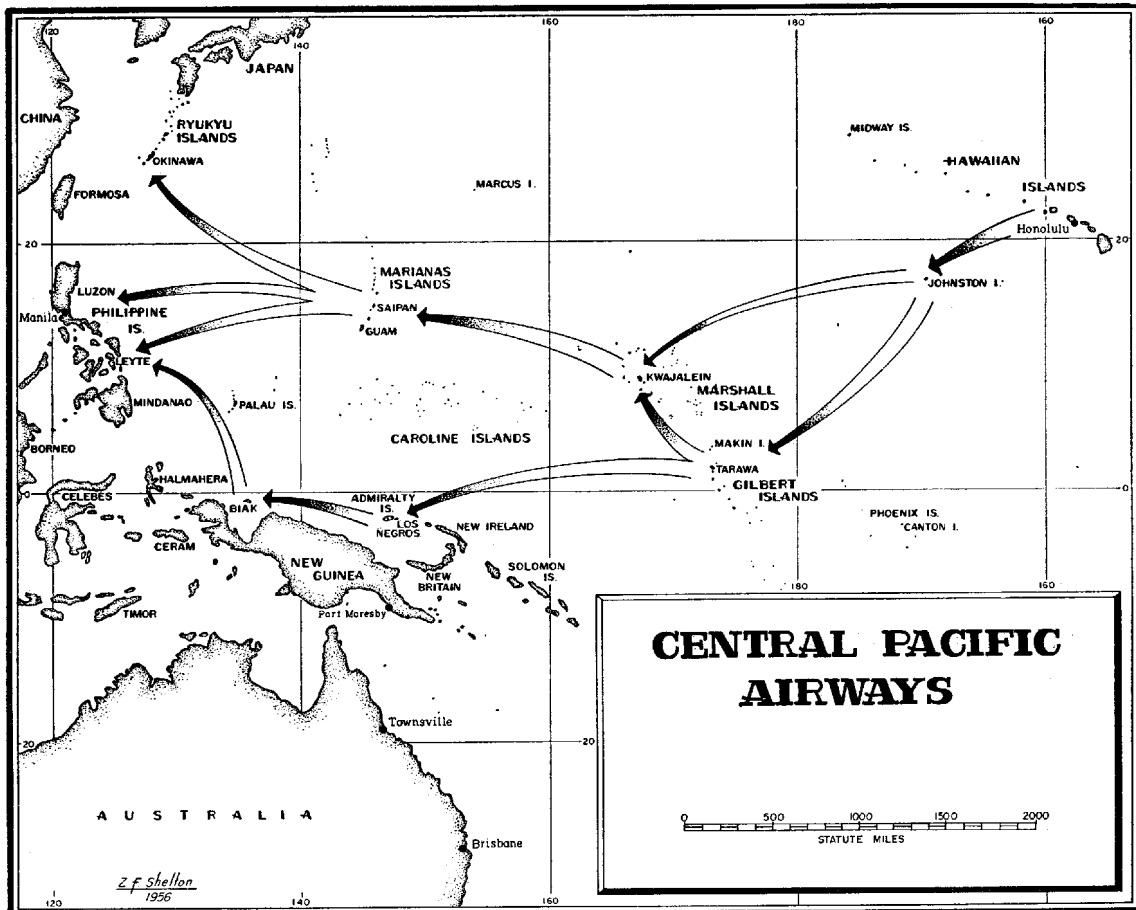 120
140
160
180
160
JAPAN
CHINA
RYUKYU
ISLANDS
OKINAWA
FORMOSA
MARCUS I.
MIDWAY IS.
HAWAIIAN
ISLANDS
Honolulu
20
20
JOHNSTON I.
MARIANAS
ISLANDS
SAIPAN
GUAM
LUZON
Manila
PHILIPPINE
IS.
LEYTE
MINDANAO
PALAU IS.
KWAJALEIN
MARSHALL
ISLANDS
CAROLINE ISLANDS
MAKIN I.
TARAWA
GILBERT
ISLANDS
BORNEO
HALMAHERA
CELEBES
0
0
BIAK
ADMIRALTY
IS.
LOS
NEGROS
NEW IRELAND
PHOENIX IS.
CANTON I.
CERAM
NEW
GUINEA
NEW
BRITAIN
SOLOMON
IS.
TIMOR
Port Moresby
180
160
CENTRAL PACIFIC
AIRWAYS
Townsville
20
20
AUSTRALIA
0 500 1000 1500 2000
STATUTE MILES
Brisbane
Z F Shelton
1956
120
140
160